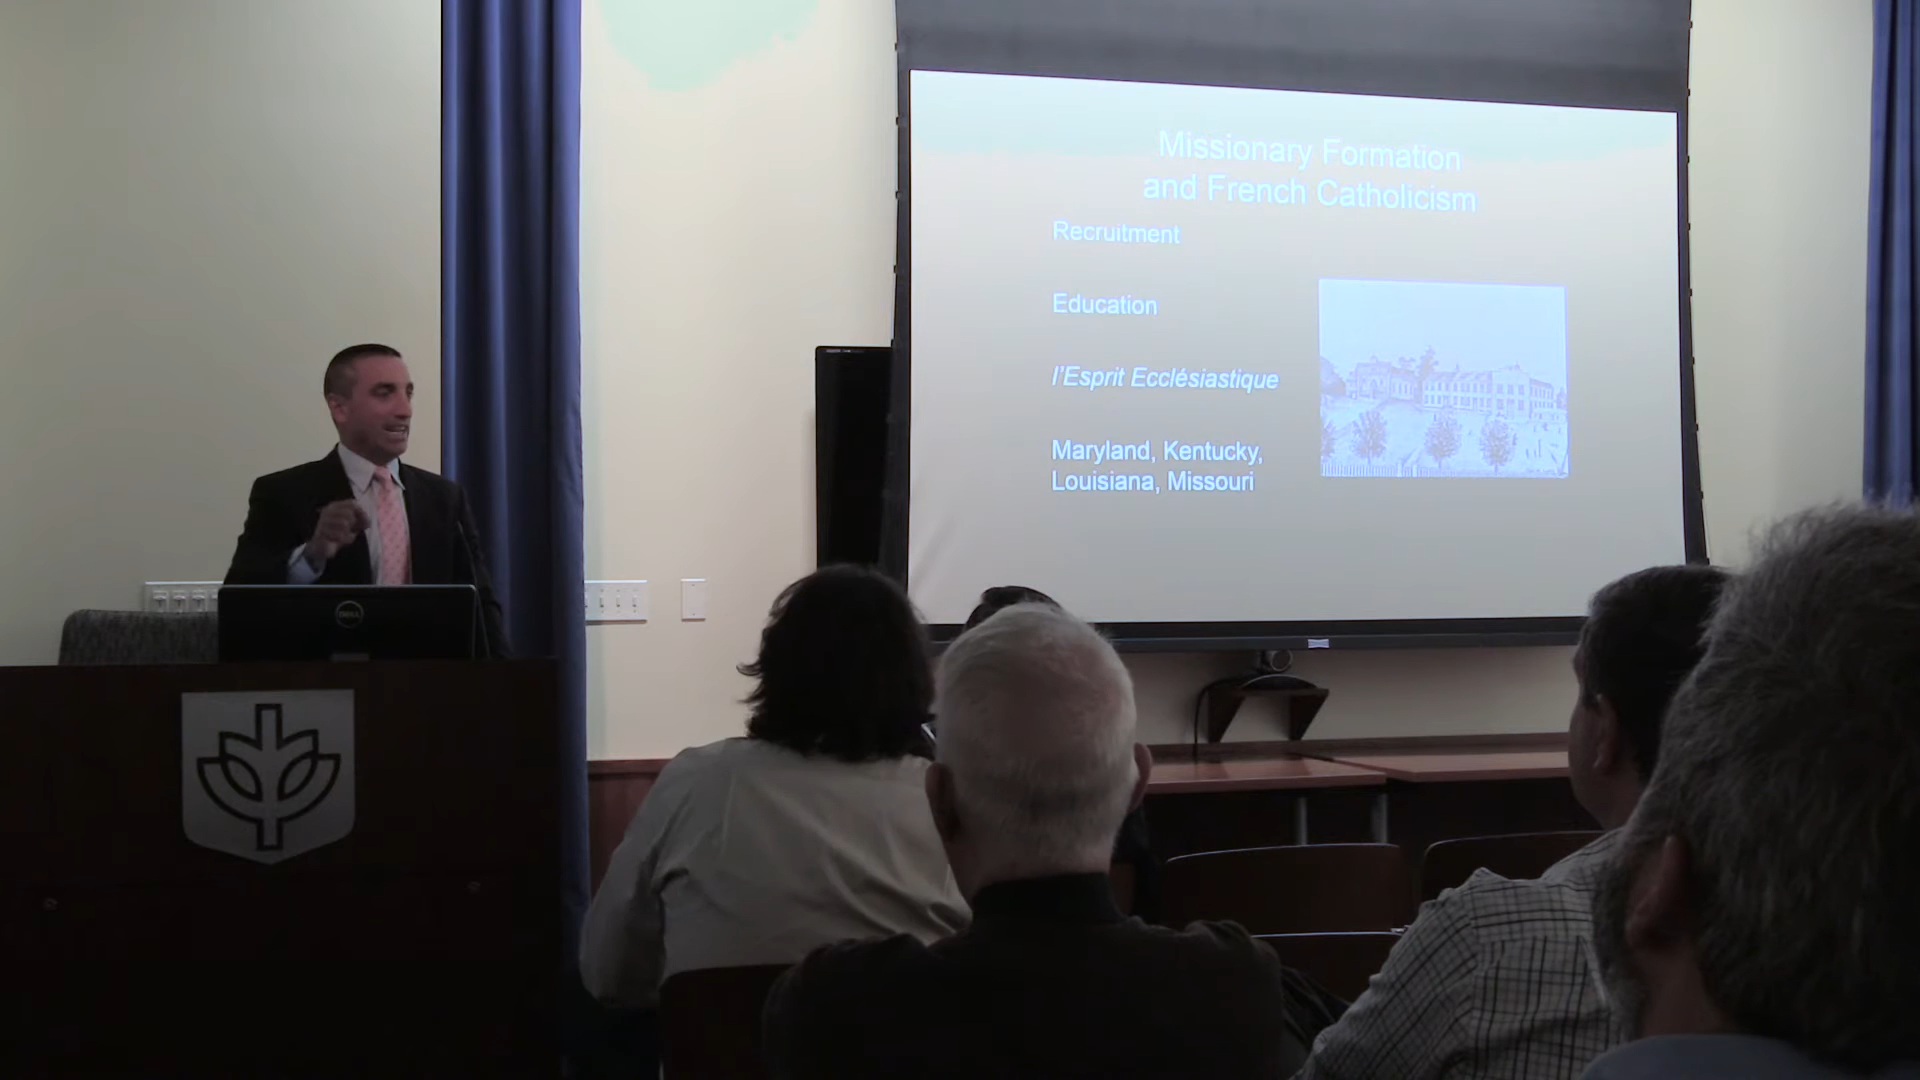 Missionary Formation
and French Catholicism
Recruitment
Education
l'Esprit Ecclésiastique
Maryland, Kentucky,
Louisiana, Missouri
DELL